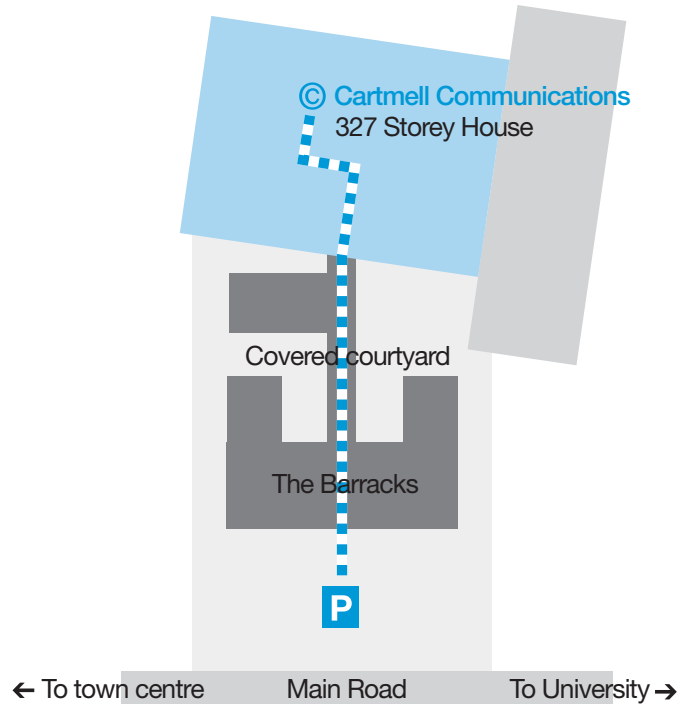 © Cartmell Communications
327 Storey House
Covered courtyard
The Barracks
P
← To town centre Main Road To University →